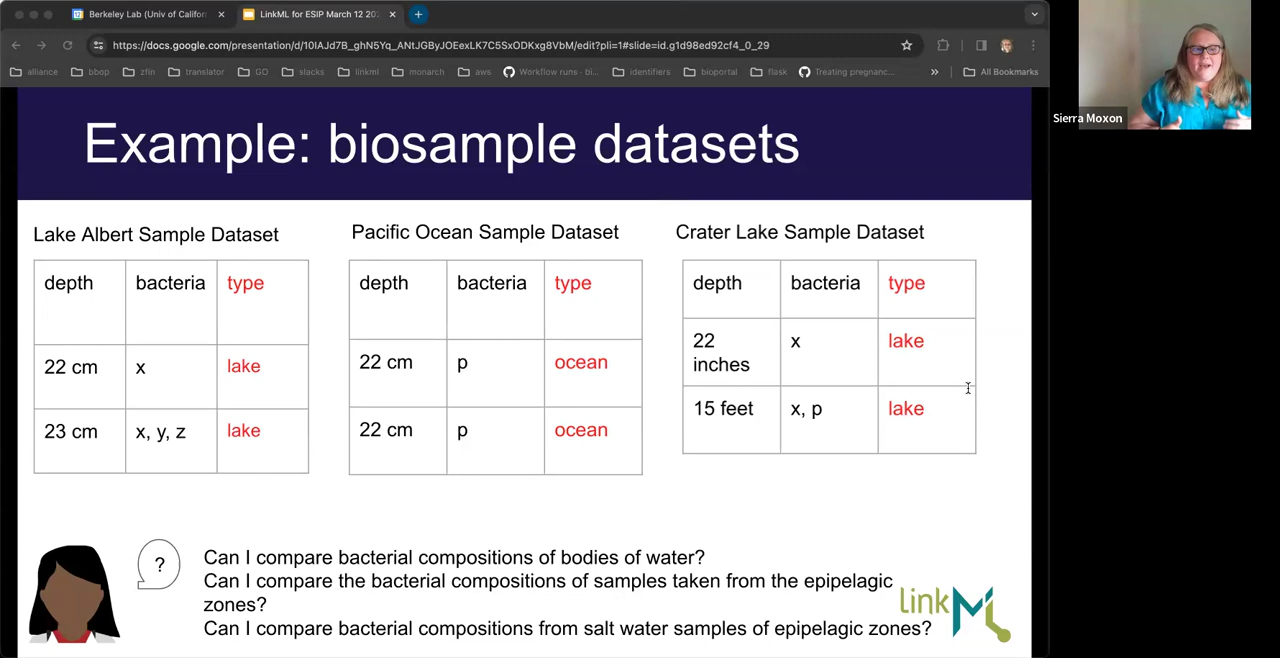 Berkeley Lab (Univ of Califor
LinkML for ESIP March 12 202
https://docs.google.com/presentation/d/10IAJd7B_ghN5Yq_ANtJGByJOEexLK7C5SxODKxg8VbM/edit?pli=1#slide=id.g1d98ed92cf4_0_29
alliance bbop zfin translator GO slacks linkml monarch aws Workflow runs · bi... identifiers bioportal flask Treating pregnanc... » All Bookmarks
Sierra Moxon
Example: biosample datasets
Lake Albert Sample Dataset
depth bacteria type
22 cm x lake
23 cm x, y, z lake
Pacific Ocean Sample Dataset
depth bacteria type
22 cm p ocean
22 cm p ocean
Crater Lake Sample Dataset
depth bacteria type
22 inches x lake
15 feet x, p lake
?
Can I compare bacterial compositions of bodies of water?
Can I compare the bacterial compositions of samples taken from the epipelagic
zones?
Can I compare bacterial compositions from salt water samples of epipelagic zones?
linkML